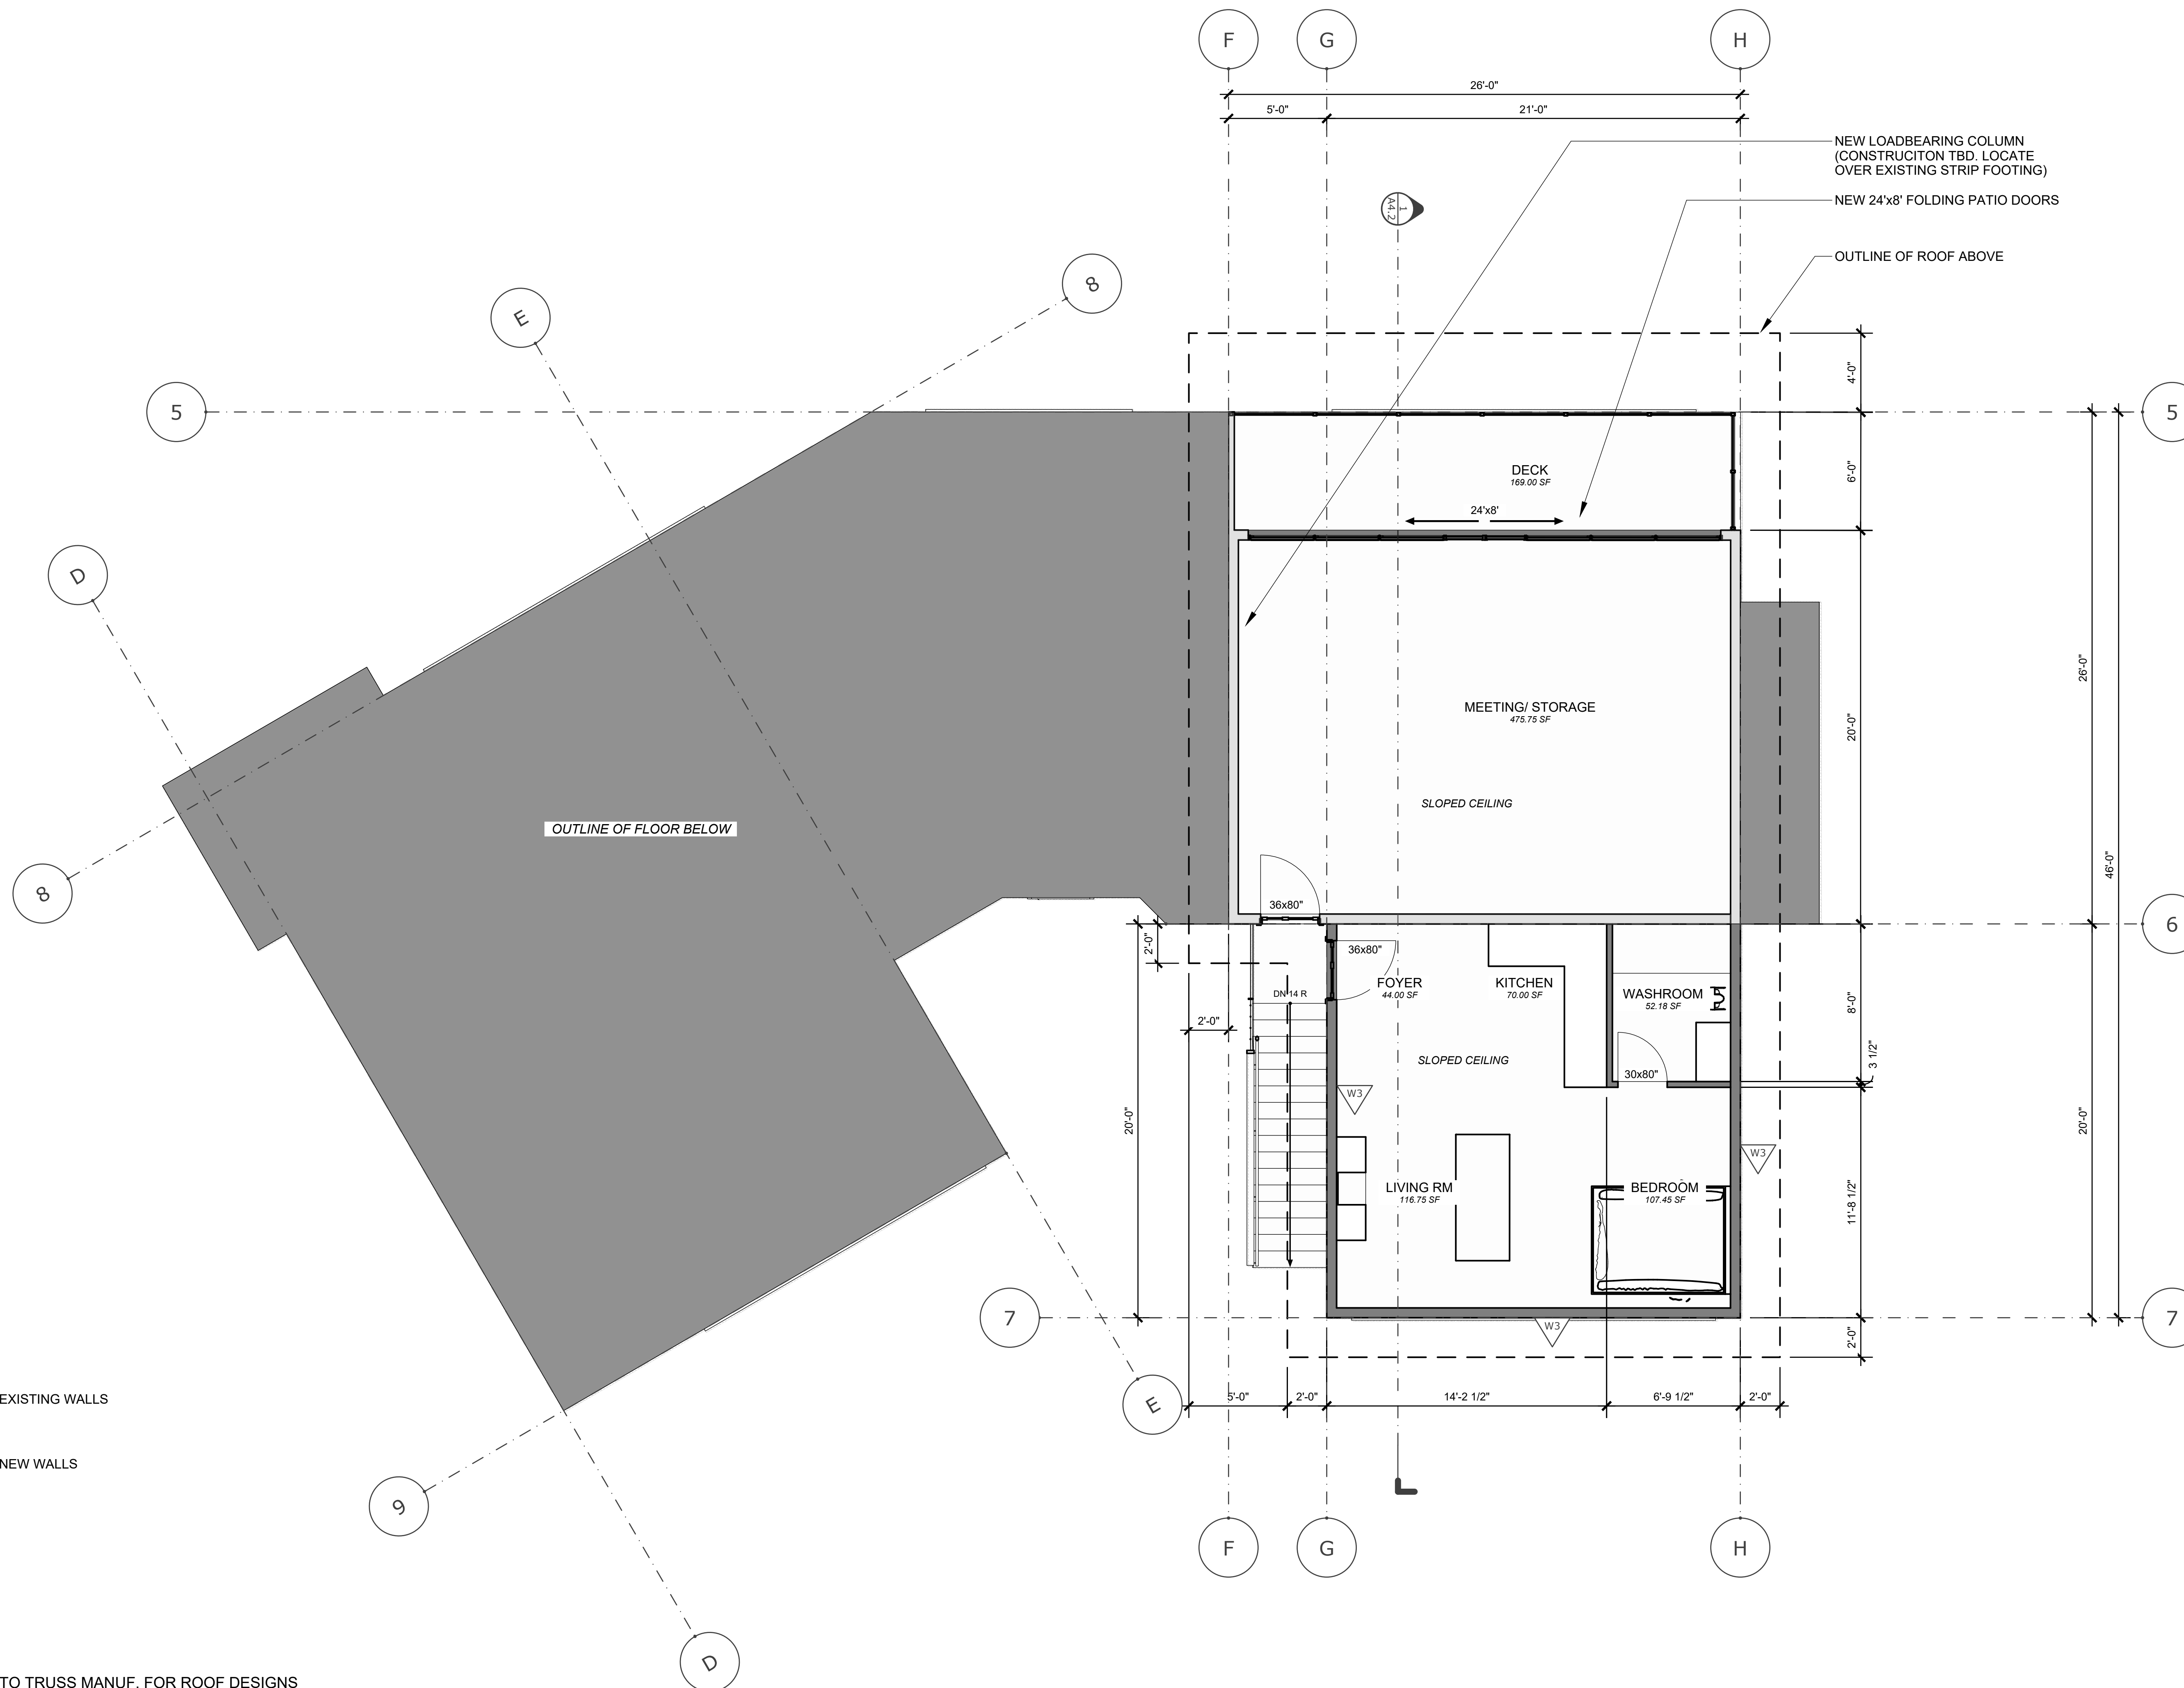 F
G
H
26'-0"
5'-0"
21'-0"
NEW LOADBEARING COLUMN
(CONSTRUCITON TBD. LOCATE
OVER EXISTING STRIP FOOTING)
NEW 24'x8' FOLDING PATIO DOORS
OUTLINE OF ROOF ABOVE
1
A4.2
8
E
5
5
4'-0"
6'-0"
DECK
169.00 SF
24'x8'
D
MEETING/ STORAGE
475.75 SF
SLOPED CEILING
20'-0"
26'-0"
46'-0"
OUTLINE OF FLOOR BELOW
8
36x80"
6
2'-0"
36x80"
FOYER
44.00 SF
KITCHEN
70.00 SF
WASHROOM
52.18 SF
DN 14 R
2'-0"
8'-0"
SLOPED CEILING
30x80"
3 1/2"
W3
20'-0"
20'-0"
W3
LIVING RM
116.75 SF
BEDROOM
107.45 SF
11'-8 1/2"
7
W3
7
2'-0"
EXISTING WALLS
E
5'-0"
2'-0"
14'-2 1/2"
6'-9 1/2"
2'-0"
NEW WALLS
9
F
G
H
D
TO TRUSS MANUF. FOR ROOF DESIGNS